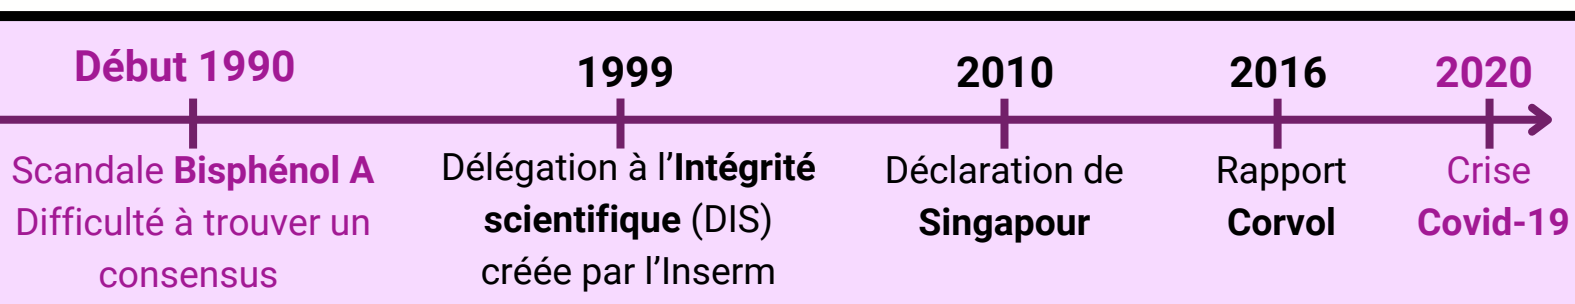 Début 1990
Scandale Bisphénol A
Difficulté à trouver un
consensus
1999
Délégation à l’Intégrité
scientifique (DIS)
créée par l’Inserm
2010
Déclaration de
Singapour
2016
Rapport
Corvol
2020
Crise
Covid-19